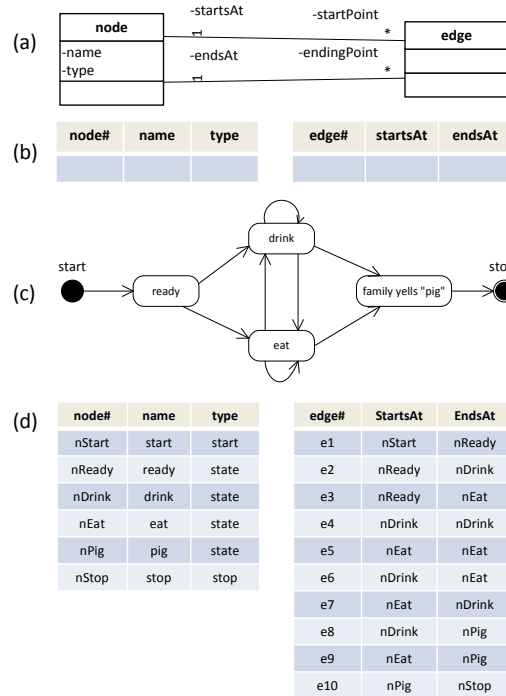 (a)
node
-name
-type
-startsAt
1
-startPoint
*
-endsAt
1
-endingPoint
*
edge
(b)
node# name type
edge# startsAt endsAt
(c)
start
ready
drink
eat
family yells "pig"
sto
(d)
node# name type
nStart start start
nReady ready state
nDrink drink state
nEat eat state
nPig pig state
nStop stop stop
edge# StartsAt EndsAt
e1 nStart nReady
e2 nReady nDrink
e3 nReady nEat
e4 nDrink nDrink
e5 nEat nEat
e6 nDrink nEat
e7 nEat nDrink
e8 nDrink nPig
e9 nEat nPig
e10 nPig nStop